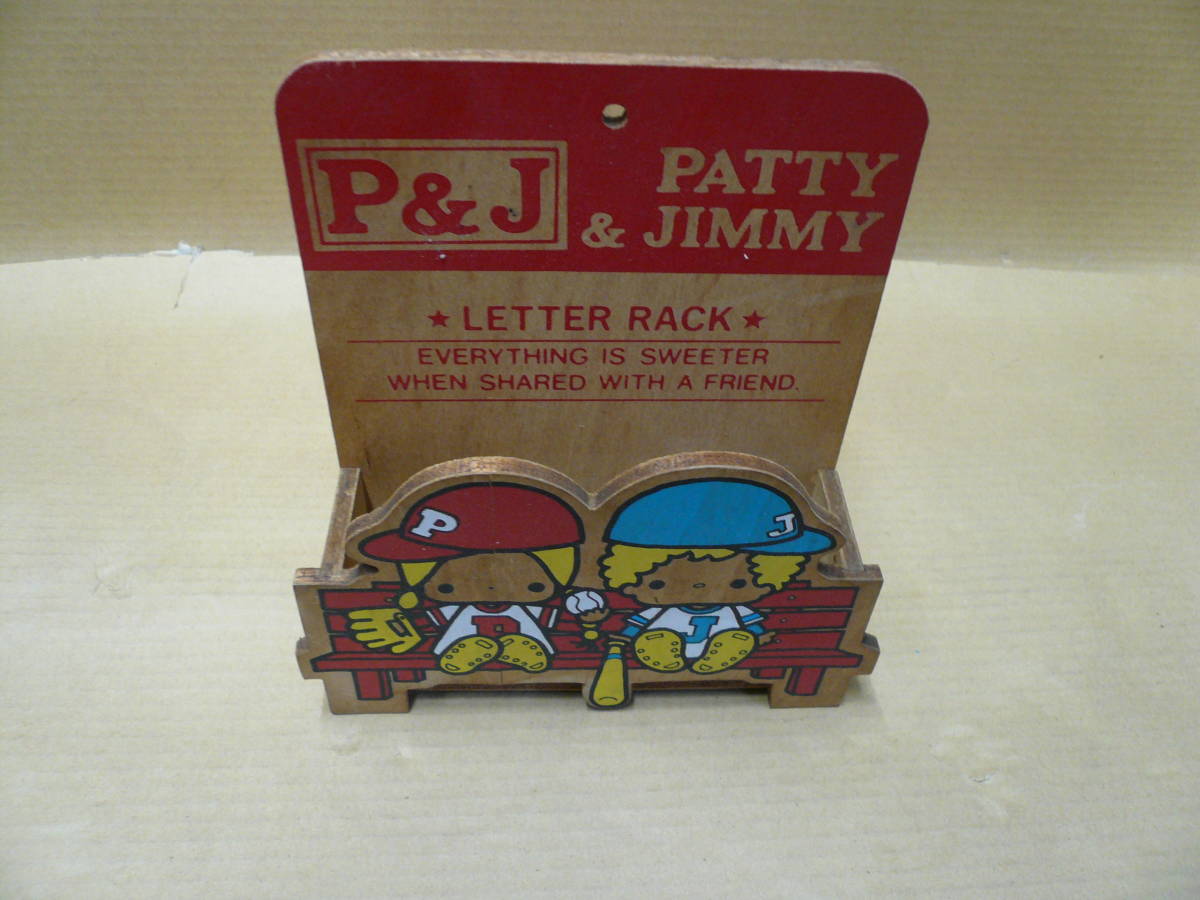 P&J
PATTY
& JIMMY
★ LETTER RACK ★
EVERYTHING IS SWEETER
WHEN SHARED WITH A FRIEND.
P
J
P
J